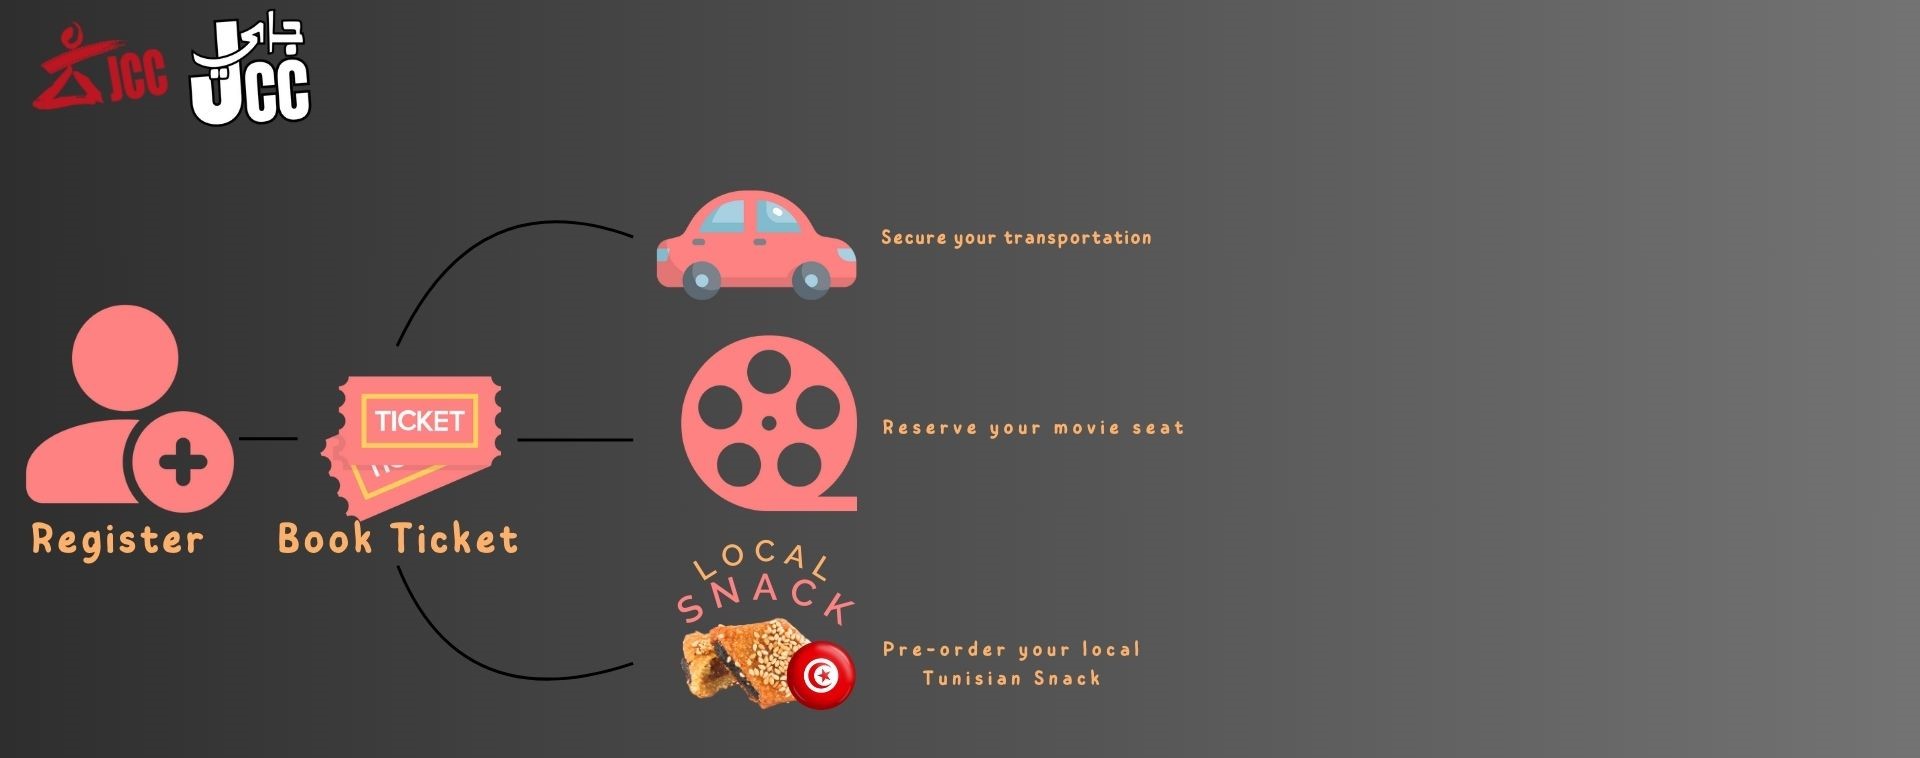 JCC
جاي
JCC
Secure your transportation
TICKET
Reserve your movie seat
Register
Book Ticket
LOCAL
SNACK
Pre-order your local
Tunisian Snack